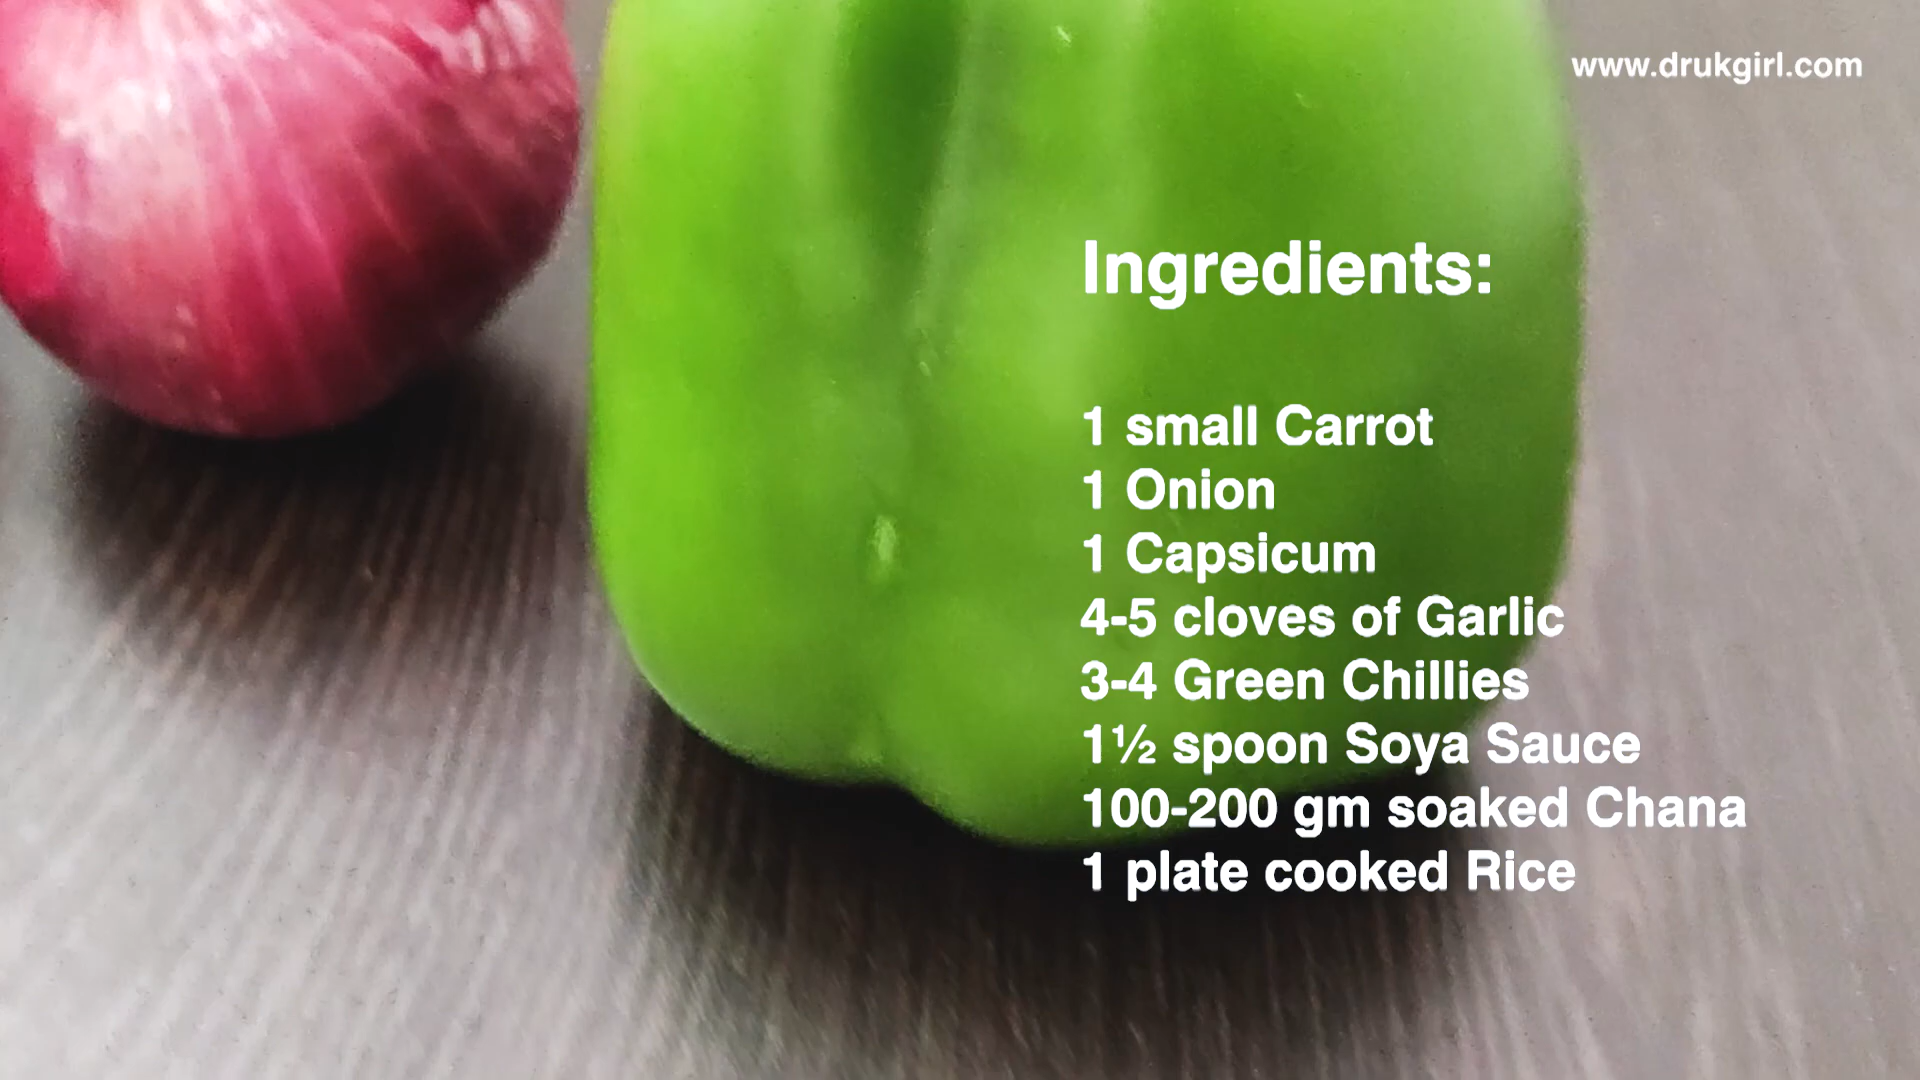 www.drukgirl.com
Ingredients:
1 small Carrot
1 Onion
1 Capsicum
4-5 cloves of Garlic
3-4 Green Chillies
1½ spoon Soya Sauce
100-200 gm soaked Chana
1 plate cooked Rice